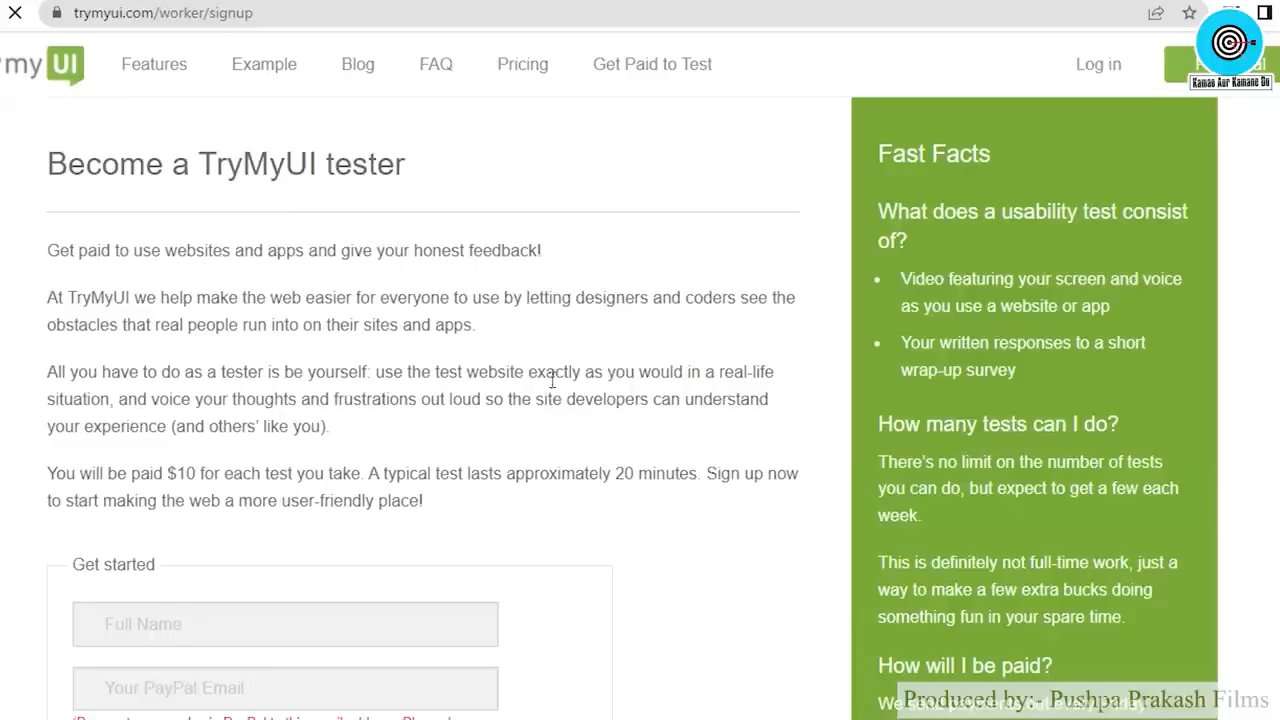 trymyui.com/worker/signup
my UI
Features
Example
Blog
FAQ
Pricing
Get Paid to Test
Log in
Kamao Aur Kamane Do
Become a TryMyUI tester
Get paid to use websites and apps and give your honest feedback!
At TryMyUI we help make the web easier for everyone to use by letting designers and coders see the
obstacles that real people run into on their sites and apps.
All you have to do as a tester is be yourself: use the test website exactly as you would in a real-life
situation, and voice your thoughts and frustrations out loud so the site developers can understand
your experience (and others' like you).
You will be paid $10 for each test you take. A typical test lasts approximately 20 minutes. Sign up now
to start making the web a more user-friendly place!
Get started
Full Name
Your PayPal Email
Fast Facts
What does a usability test consist
of?
• Video featuring your screen and voice
as you use a website or app
• Your written responses to a short
wrap-up survey
How many tests can I do?
There's no limit on the number of tests
you can do, but expect to get a few each
week.
This is definitely not full-time work, just a
way to make a few extra bucks doing
something fun in your spare time.
How will I be paid?
Produced by:- Pushpa Prakash Films